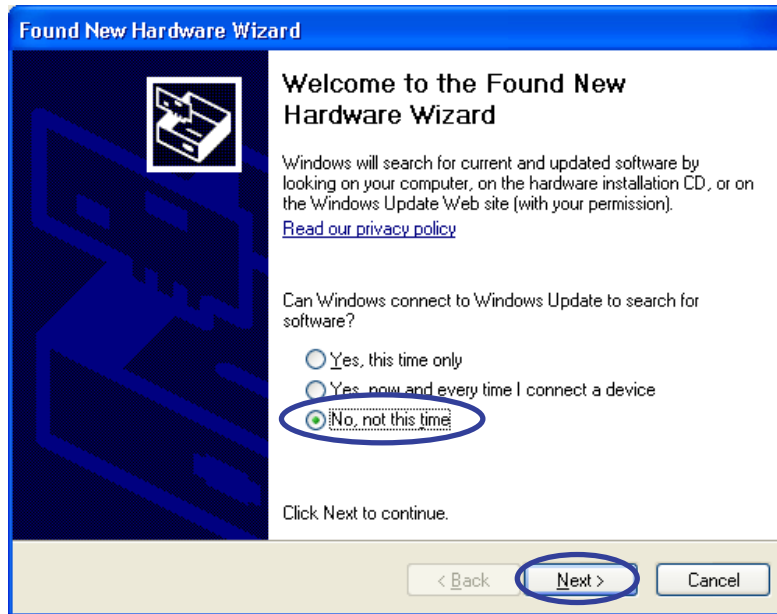 Found New Hardware Wizard
Welcome to the Found New
Hardware Wizard
Windows will search for current and updated software by
looking on your computer, on the hardware installation CD, or on
the Windows Update Web site (with your permission).
Read our privacy policy
Can Windows connect to Windows Update to search for
software?
Yes, this time only
Yes, now and every time I connect a device
No, not this time
Click Next to continue.
< Back
Next >
Cancel